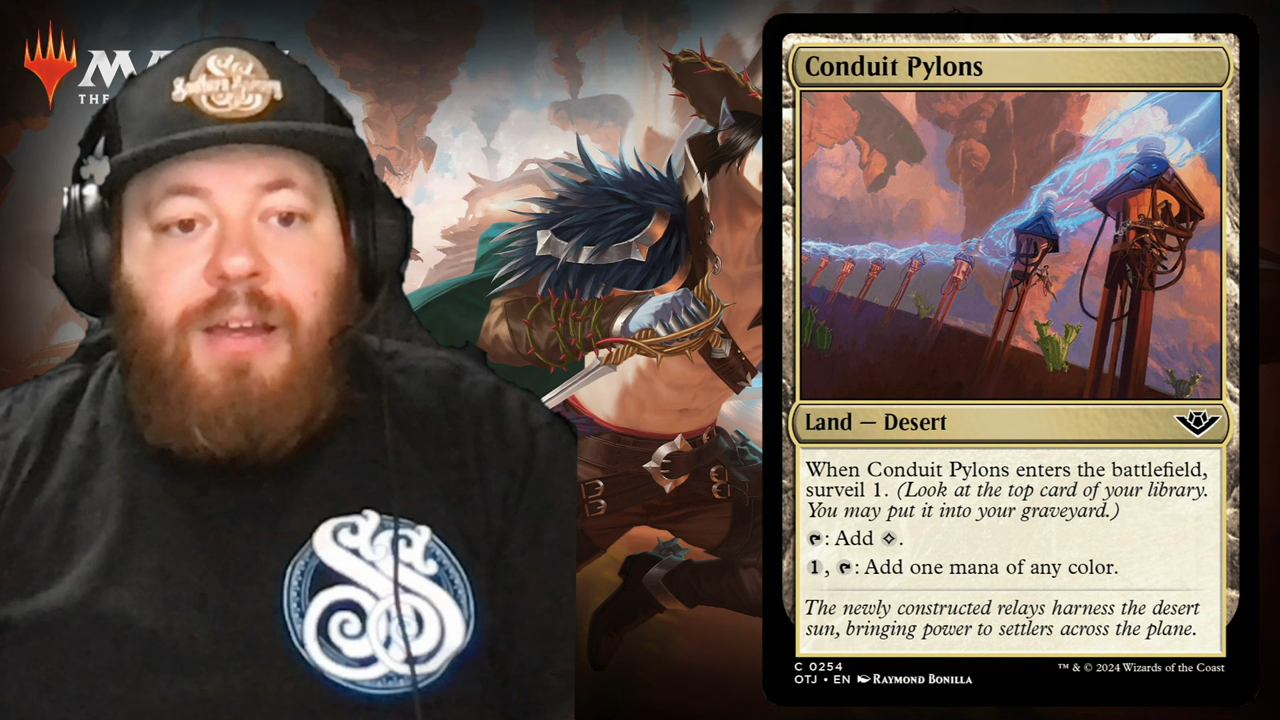 THE
Conduit Pylons
Land — Desert
When Conduit Pylons enters the battlefield,
surveil 1. (Look at the top card of your library.
You may put it into your graveyard.)
: Add .
1, : Add one mana of any color.
The newly constructed relays harness the desert
sun, bringing power to settlers across the plane.
C 0254
OTJ • EN RAYMOND BONILLA
™ & © 2024 Wizards of the Coast